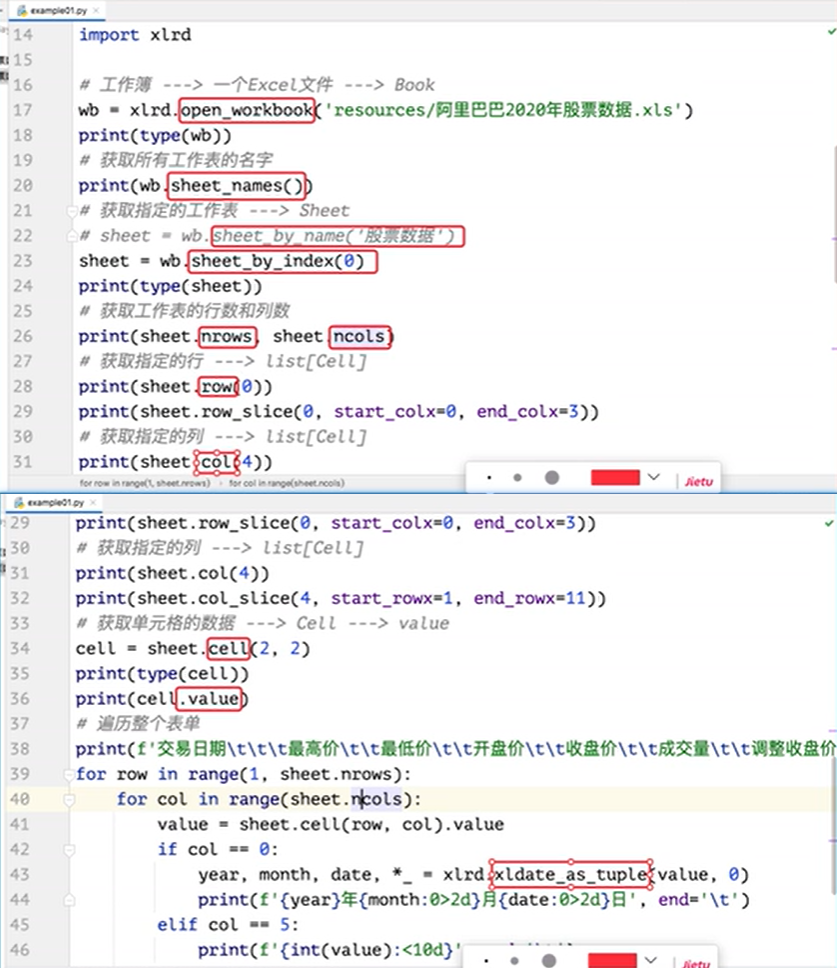 example01.py
14 import xlrd
15
16 # 工作簿 ---> 一个Excel文件 ---> Book
17 wb = xlrd.open_workbook('resources/阿里巴巴2020年股票数据.xls')
18 print(type(wb))
19 # 获取所有工作表的名字
20 print(wb.sheet_names())
21 # 获取指定的工作表 ---> Sheet
22 # sheet = wb.sheet_by_name('股票数据')
23 sheet = wb.sheet_by_index(0)
24 print(type(sheet))
25 # 获取工作表的行数和列数
26 print(sheet.nrows, sheet.ncols)
27 # 获取指定的行 ---> list[Cell]
28 print(sheet.row(0))
29 print(sheet.row_slice(0, start_colx=0, end_colx=3))
30 # 获取指定的列 ---> list[Cell]
31 print(sheet.col(4))
for row in range(1, sheet.nrows) › for col in range(sheet.ncols)
Jietu
example01.py
29 print(sheet.row_slice(0, start_colx=0, end_colx=3))
30 # 获取指定的列 ---> list[Cell]
31 print(sheet.col(4))
32 print(sheet.col_slice(4, start_rowx=1, end_rowx=11))
33 # 获取单元格的数据 ---> Cell ---> value
34 cell = sheet.cell(2, 2)
35 print(type(cell))
36 print(cell.value)
37 # 遍历整个表单
38 print(f'交易日期\t\t\t最高价\t\t最低价\t\t开盘价\t\t收盘价\t\t成交量\t\t调整收盘价
39 for row in range(1, sheet.nrows):
40 for col in range(sheet.ncols):
41 value = sheet.cell(row, col).value
42 if col == 0:
43 year, month, date, *_ = xlrd.xldate_as_tuple(value, 0)
44 print(f'{year}年{month:0>2d}月{date:0>2d}日', end='\t')
45 elif col == 5:
46 print(f'{int(value):<10d}'
Jietu